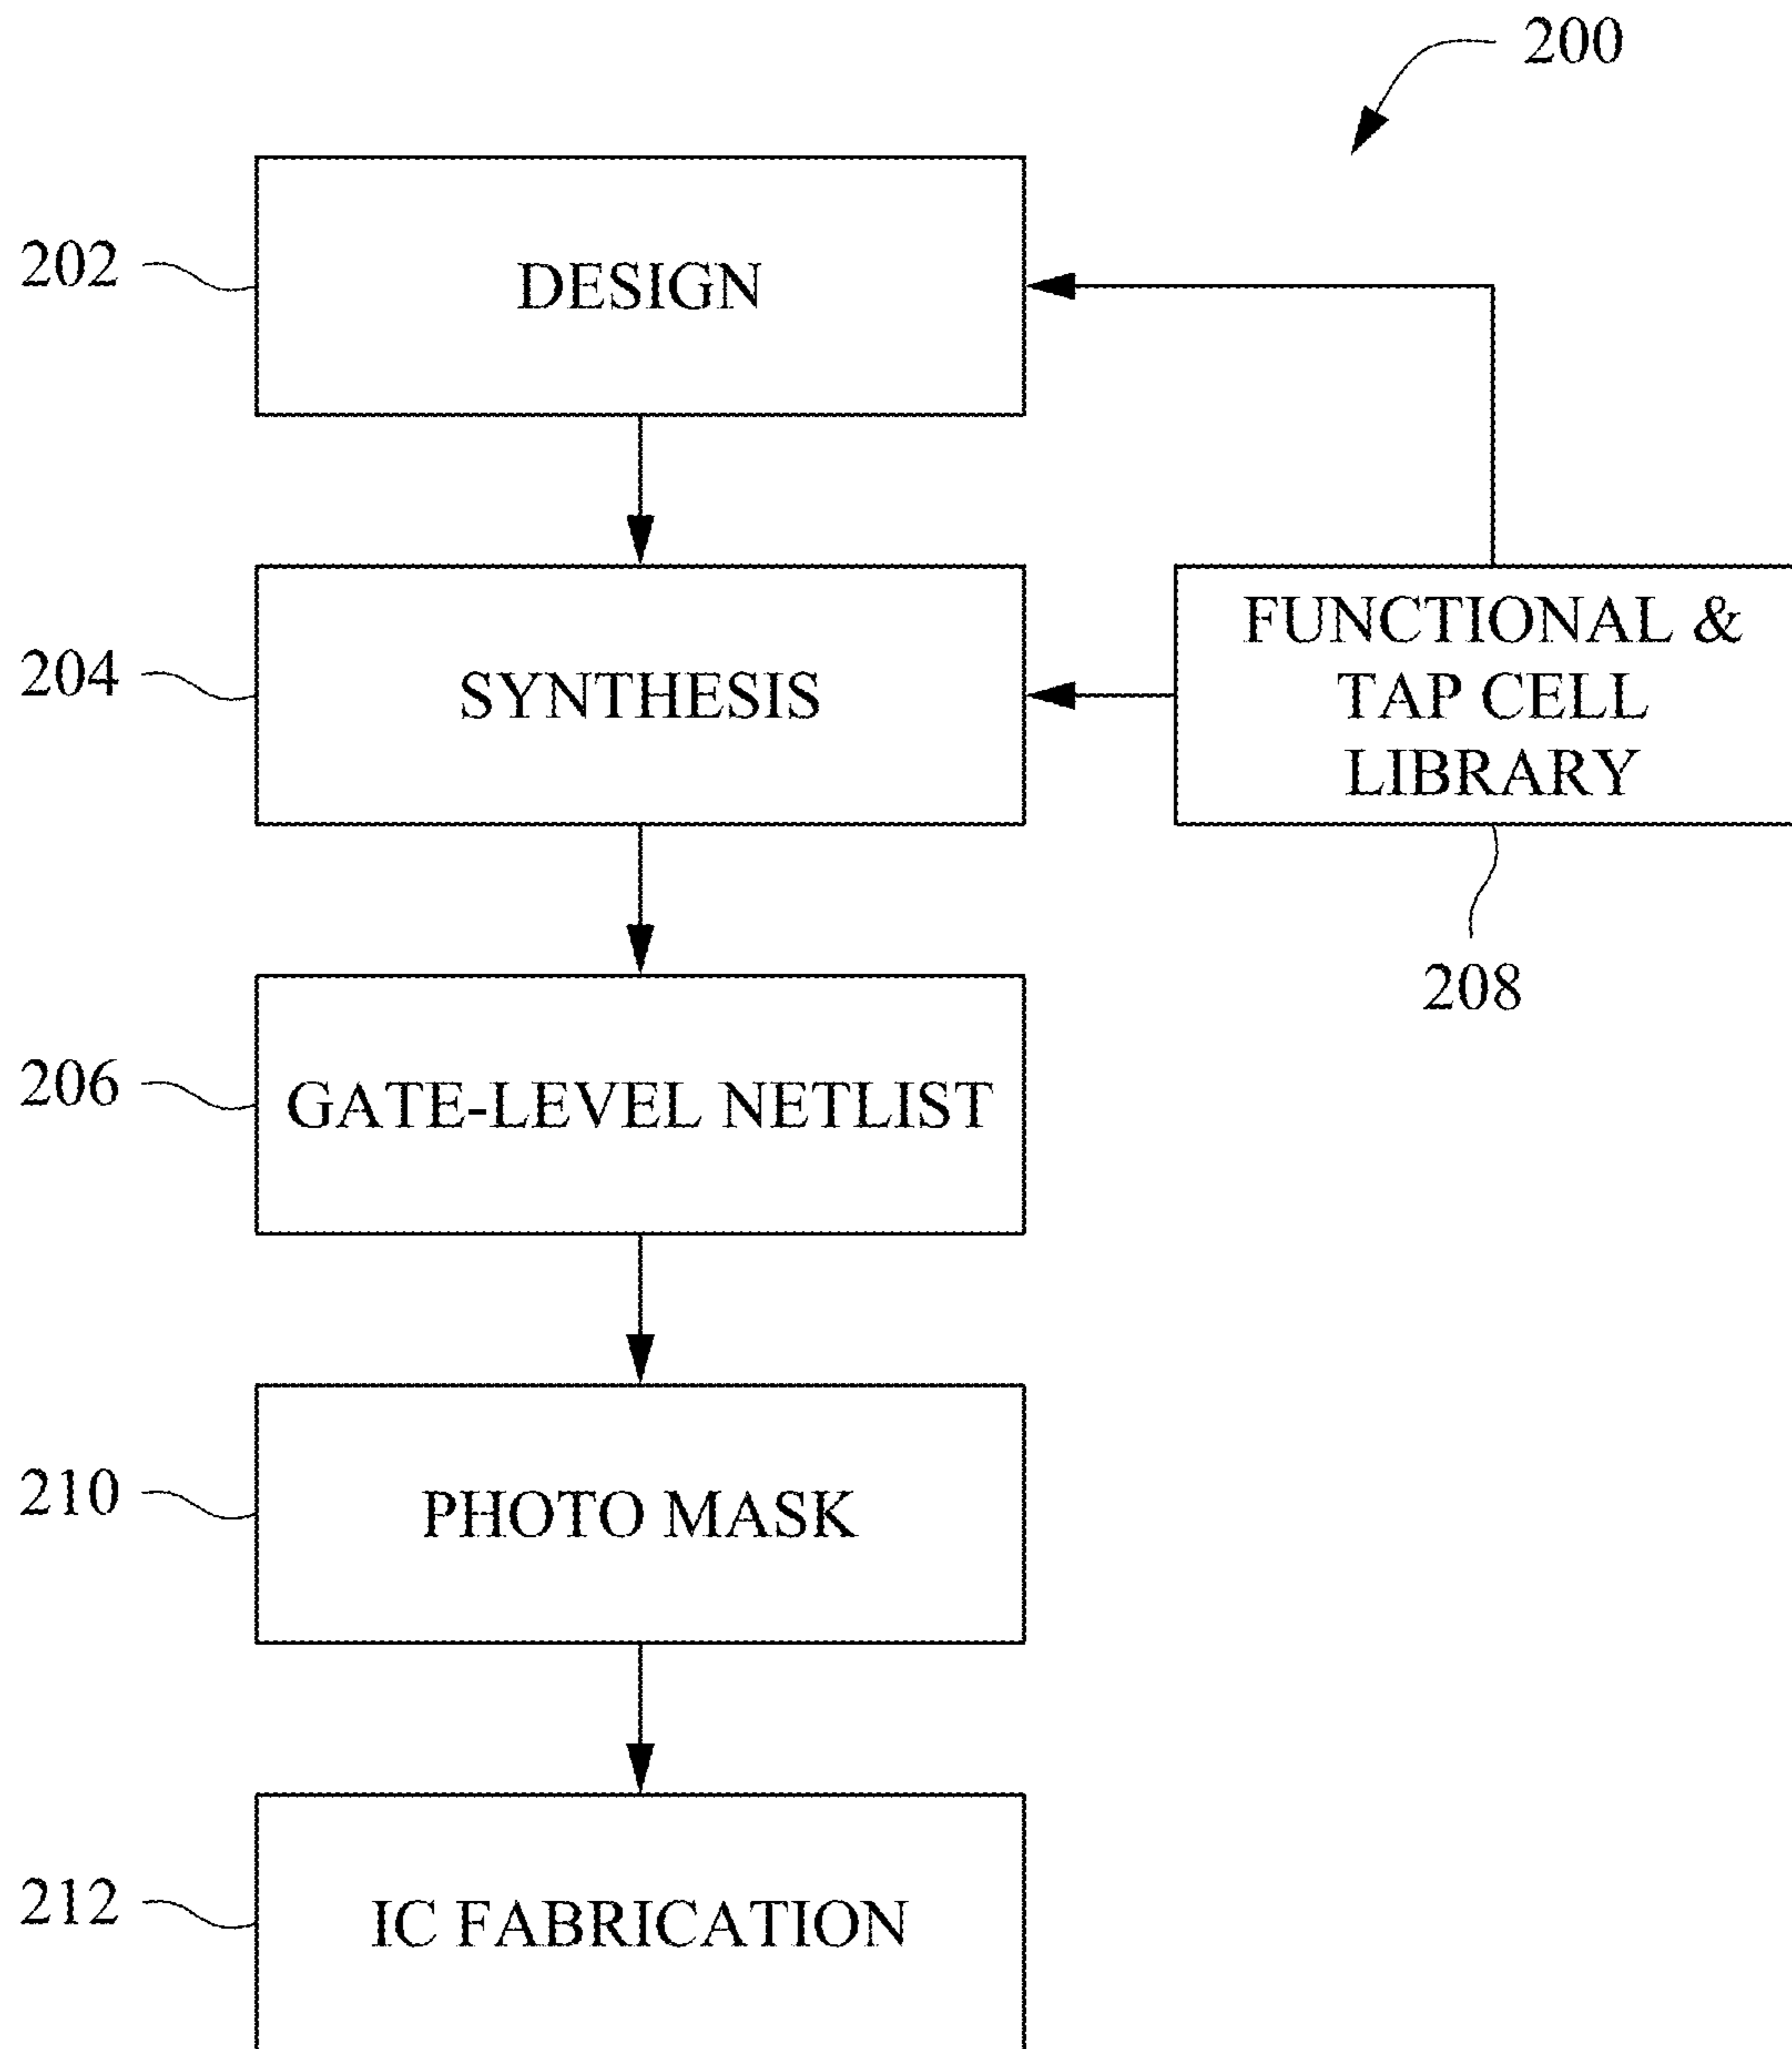 200
202
DESIGN
204
SYNTHESIS
FUNCTIONAL &
TAP CELL
LIBRARY
208
206
GATE-LEVEL NETLIST
210
PHOTO MASK
212
IC FABRICATION